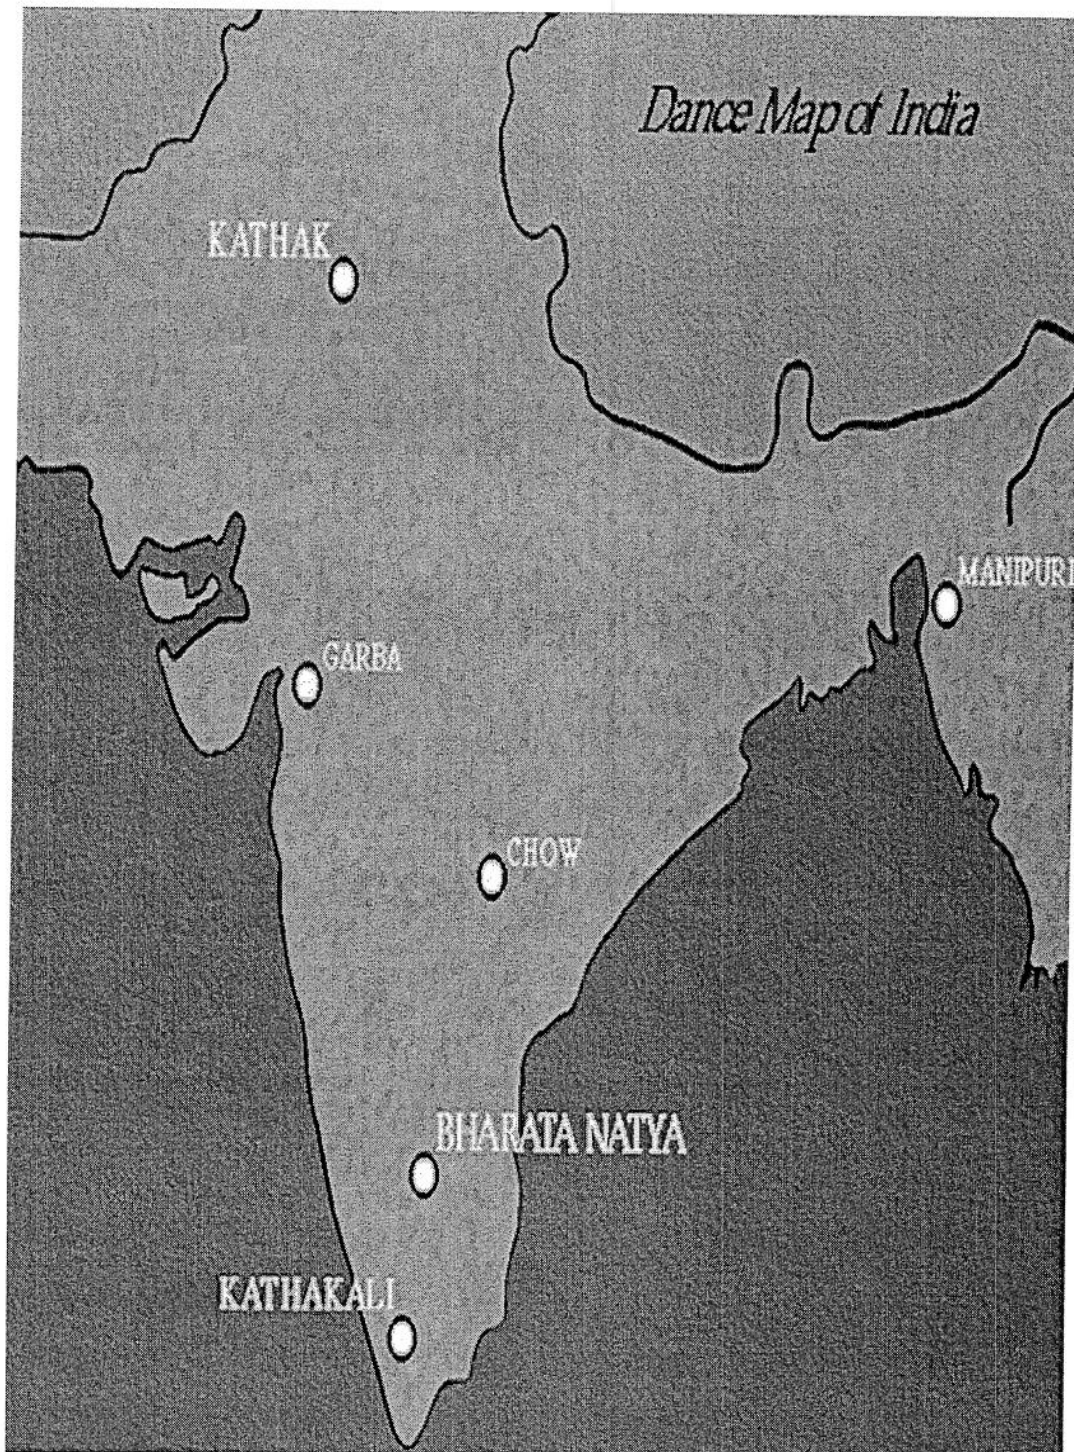 Dance Map of India
KATHAK
MANIPURI
GARBA
CHOW
BHARATA NATYA
KATHAKALI